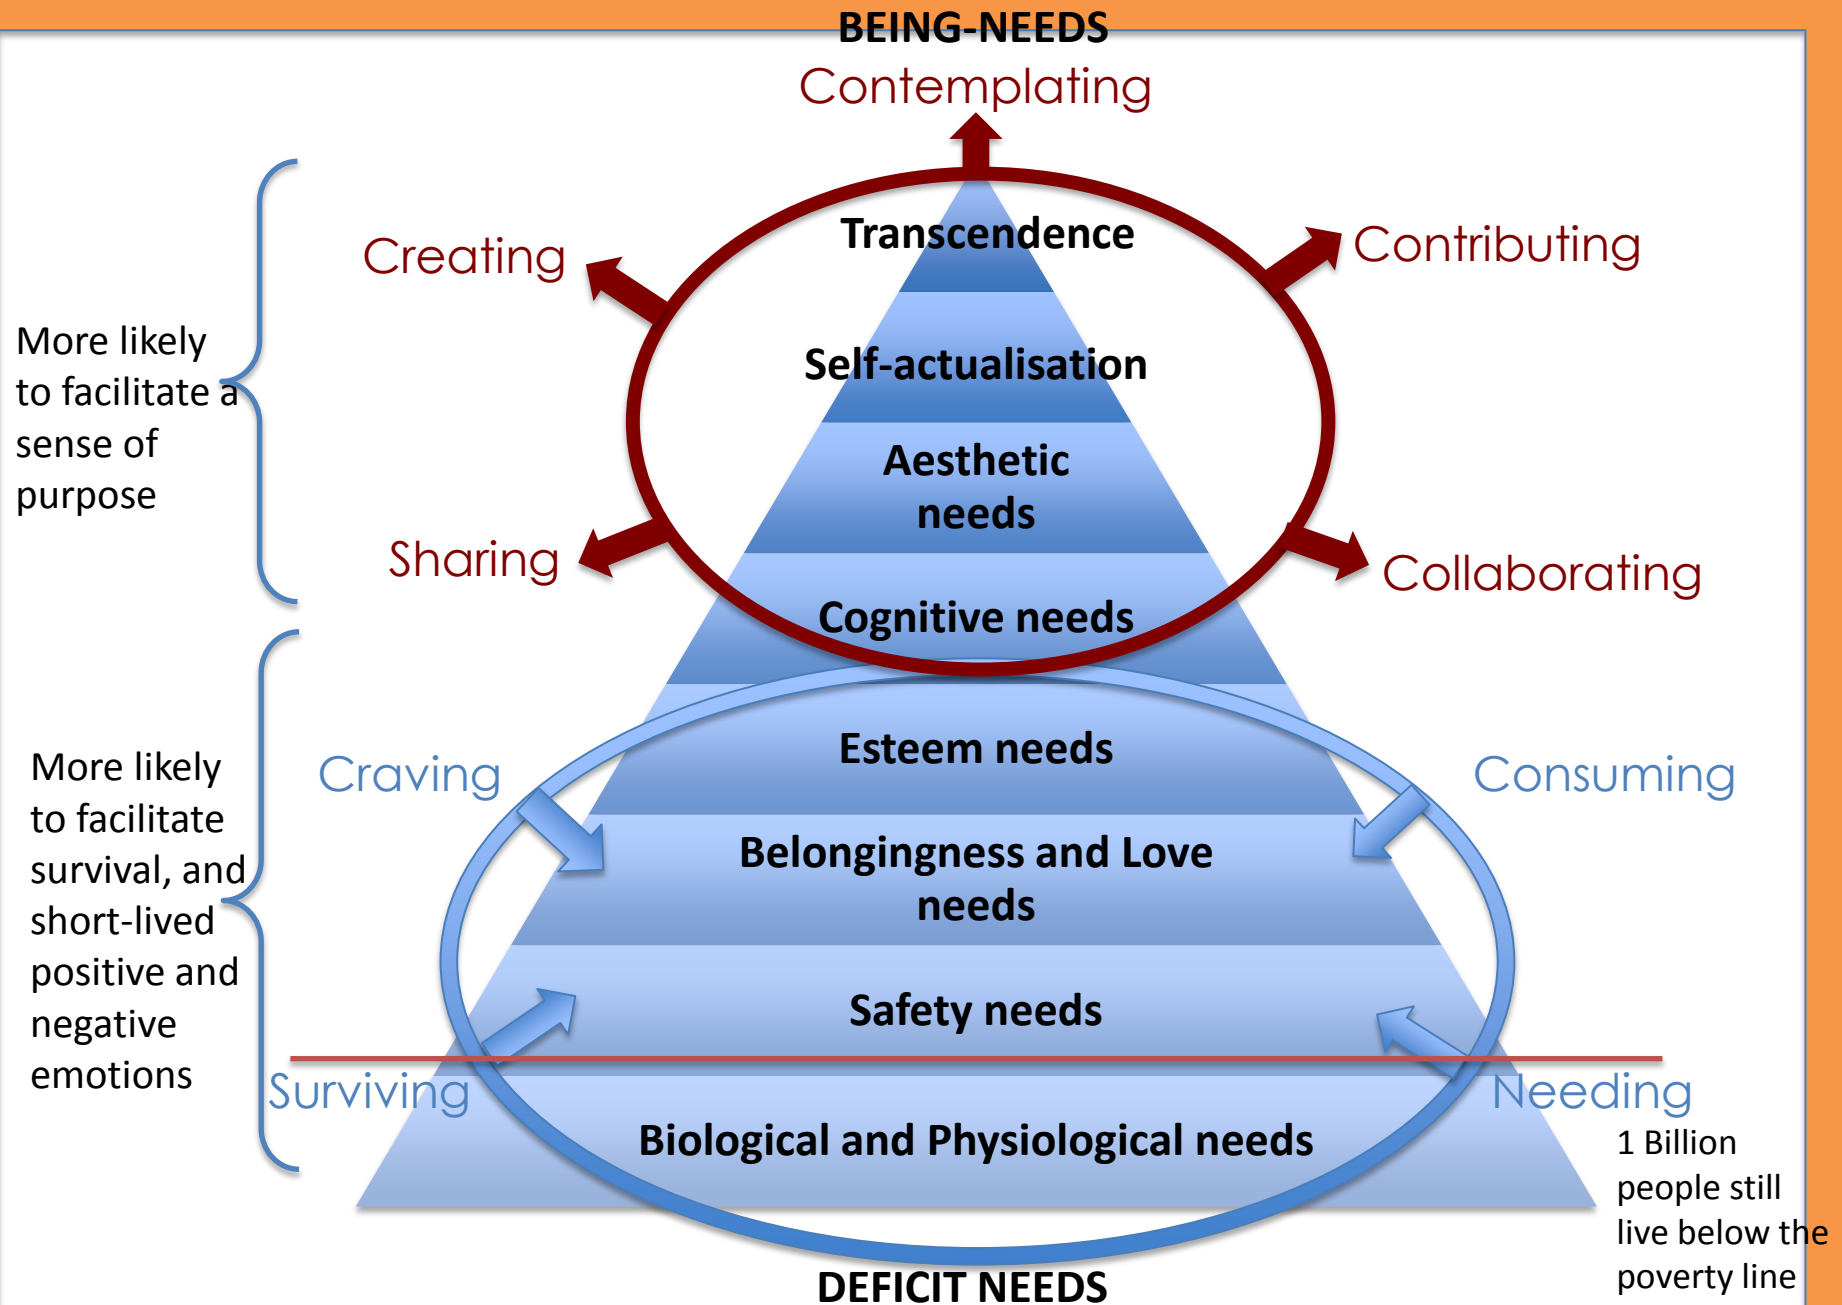 BEING-NEEDS
Contemplating
Transcendence
Creating
Contributing
More likely
to facilitate a
sense of
purpose
Self-actualisation
Aesthetic
needs
Sharing
Collaborating
Cognitive needs
Esteem needs
Craving
Consuming
More likely
to facilitate
survival, and
short-lived
positive and
negative
emotions
Belongingness and Love
needs
Safety needs
Surviving
Needing
Biological and Physiological needs
1 Billion
people still
live below the
poverty line
DEFICIT NEEDS